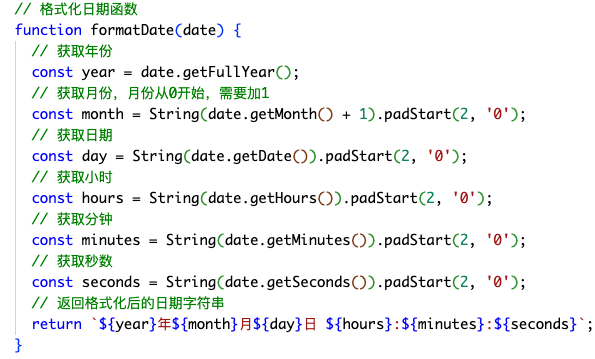 // 格式化日期函数
function formatDate(date) {
  // 获取年份
  const year = date.getFullYear();
  // 获取月份，月份从0开始，需要加1
  const month = String(date.getMonth() + 1).padStart(2, '0');
  // 获取日期
  const day = String(date.getDate()).padStart(2, '0');
  // 获取小时
  const hours = String(date.getHours()).padStart(2, '0');
  // 获取分钟
  const minutes = String(date.getMinutes()).padStart(2, '0');
  // 获取秒数
  const seconds = String(date.getSeconds()).padStart(2, '0');
  // 返回格式化后的日期字符串
  return `${year}年${month}月${day}日 ${hours}:${minutes}:${seconds}`;
}